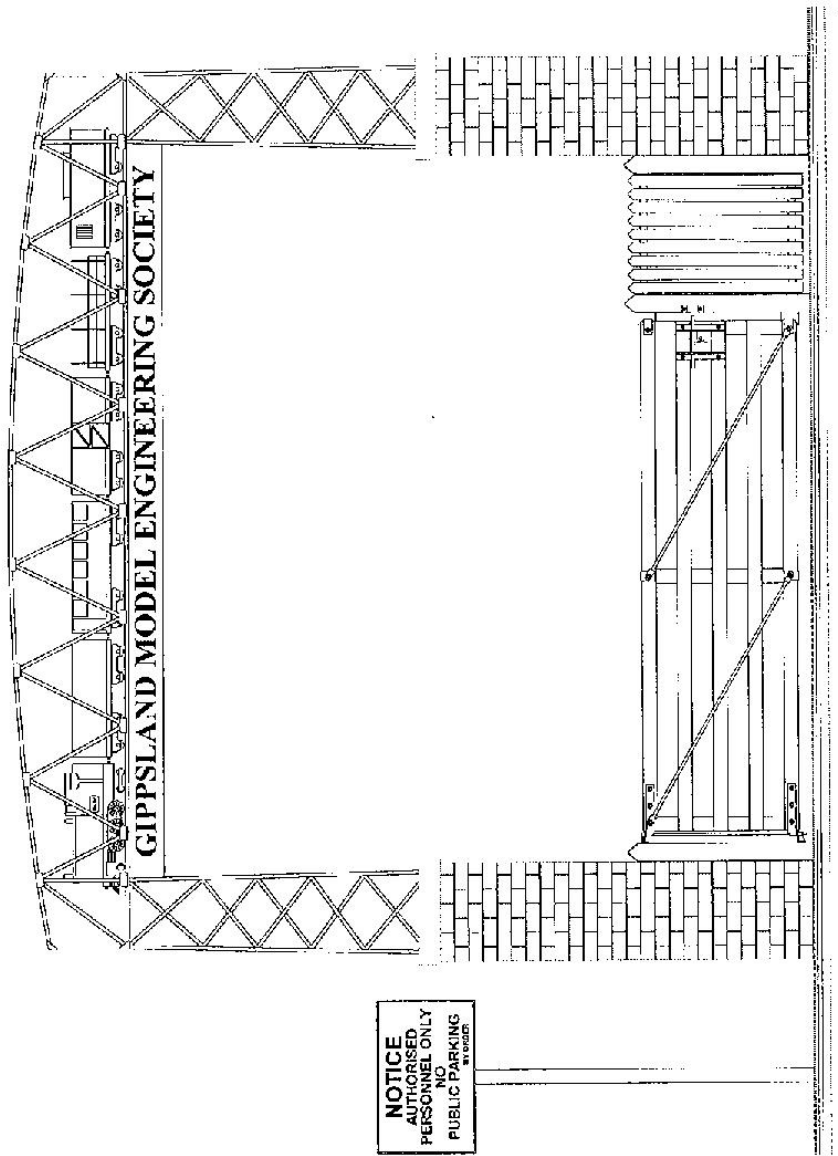 GIPPSLAND MODEL ENGINEERING SOCIETY
NOTICE
AUTHORISED
PERSONNEL ONLY
NO
PUBLIC PARKING
BY ORDER